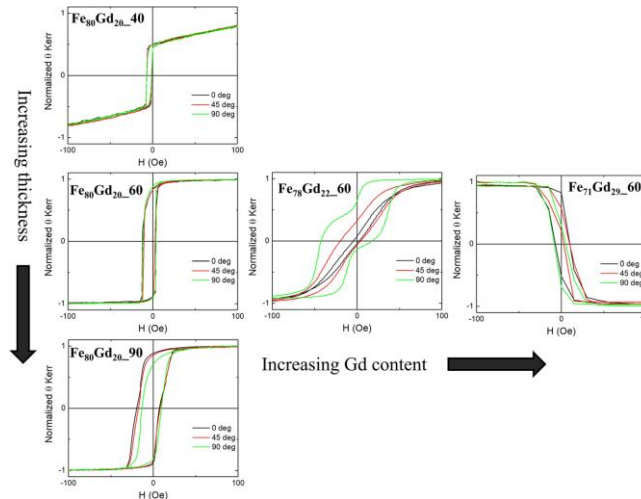 Fe80Gd20_40
Normalized θ Kerr
1
0
-1
0 deg
45 deg
90 deg
-100
0
100
H (Oe)
Increasing thickness
Fe80Gd20_60
Normalized θ Kerr
1
0
-1
0 deg
45 deg
90 deg
-100
0
100
H (Oe)
Fe78Gd22_60
Normalized θ Kerr
1
0
-1
0 deg
45 deg
90 deg
-100
0
100
H (Oe)
Fe71Gd29_60
Normalized θ Kerr
1
0
-1
0 deg
45 deg
90 deg
-100
0
100
H (Oe)
Fe80Gd20_90
Normalized θ Kerr
1
0
-1
0 deg
45 deg
90 deg
-100
0
100
H (Oe)
Increasing Gd content